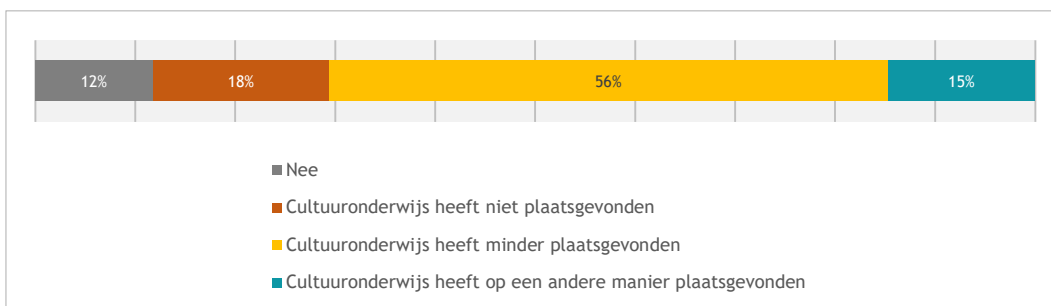 12% 18% 56% 15%
Nee
Cultuuronderwijs heeft niet plaatsgevonden
Cultuuronderwijs heeft minder plaatsgevonden
Cultuuronderwijs heeft op een andere manier plaatsgevonden